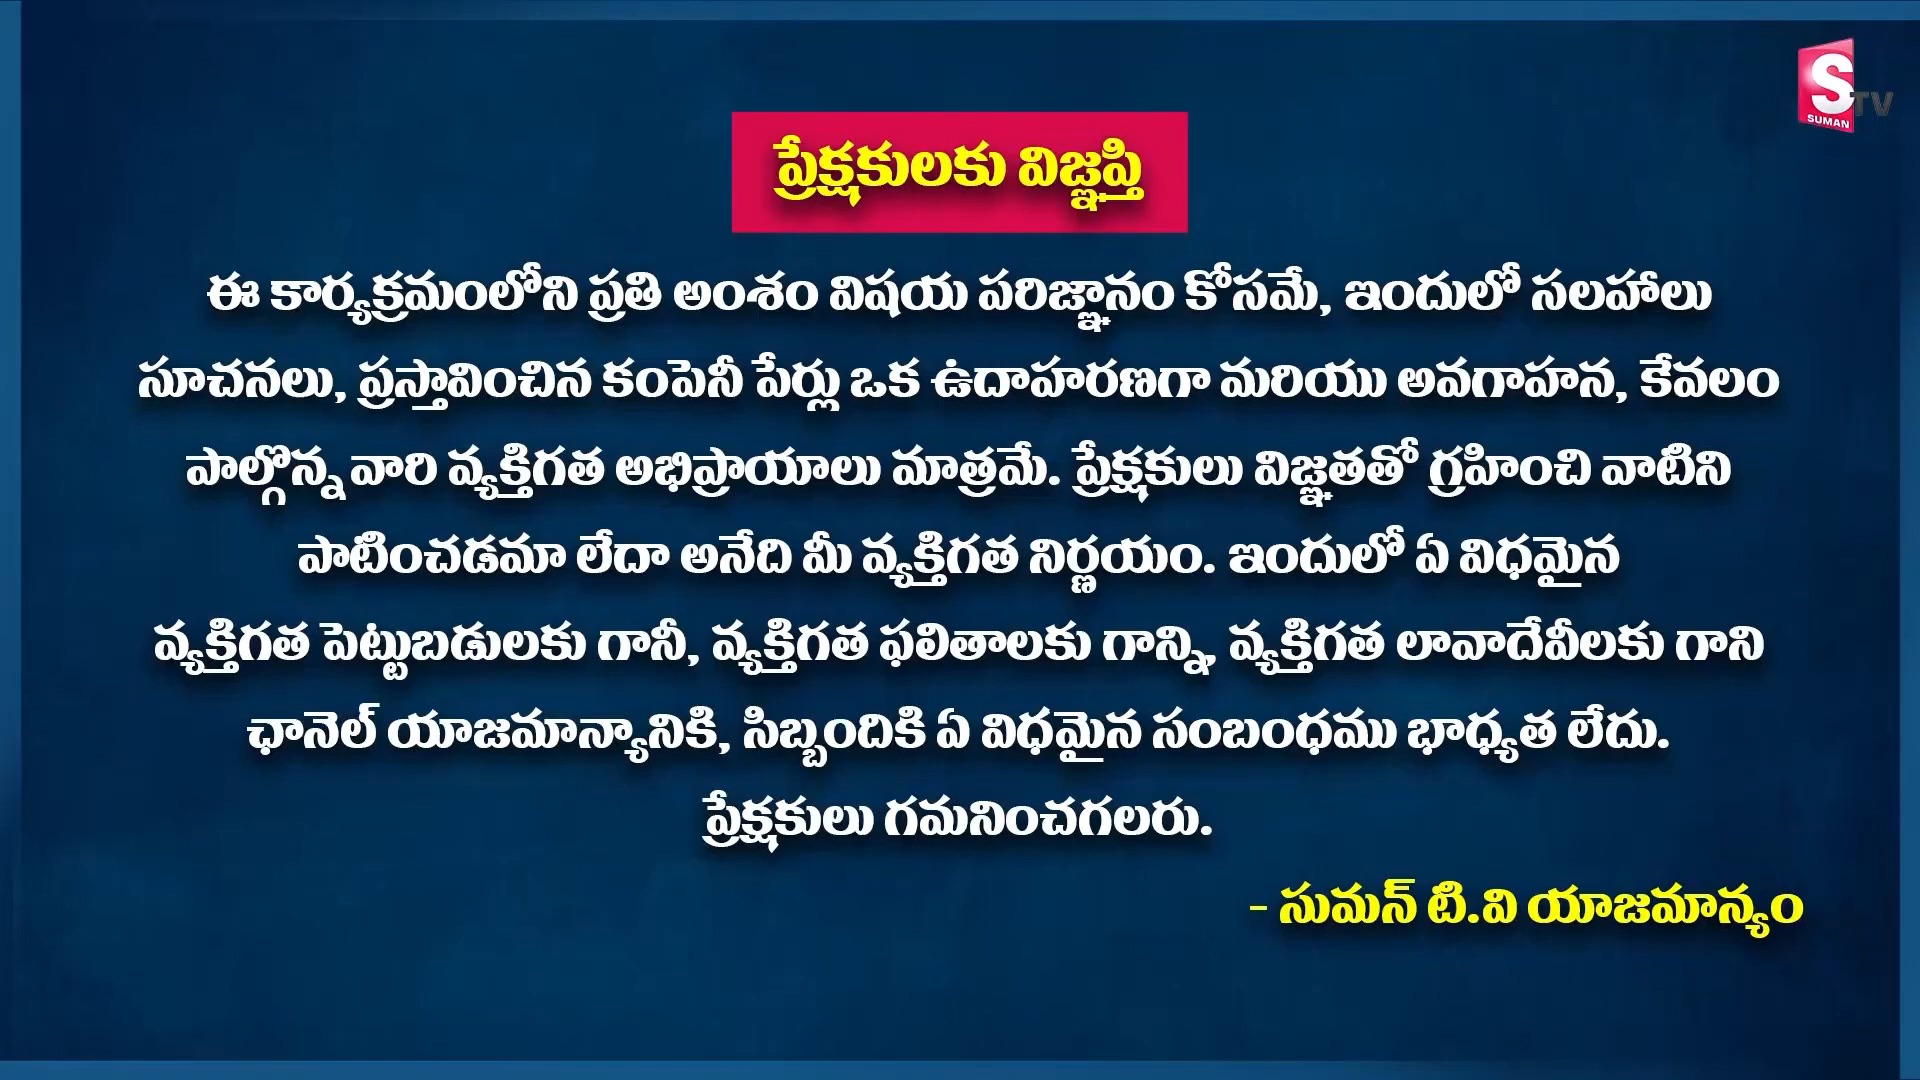 S
TV
SUMAN
ప్రేక్షకులకు విజ్ఞప్తి
ఈ కార్యక్రమంలోని ప్రతి అంశం విషయ పరిజ్ఞానం కోసమే, ఇందులో సలహాలు
సూచనలు, ప్రస్తావించిన కంపెనీ పేర్లు ఒక ఉదాహరణగా మరియు అవగాహన, కేవలం
పాల్గొన్న వారి వ్యక్తిగత అభిప్రాయాలు మాత్రమే. ప్రేక్షకులు విజ్ఞతతో గ్రహించి వాటిని
పాటించడమా లేదా అనేది మీ వ్యక్తిగత నిర్ణయం. ఇందులో ఏ విధమైన
వ్యక్తిగత పెట్టుబడులకు గానీ, వ్యక్తిగత ఫలితాలకు గాన్ని, వ్యక్తిగత లావాదేవీలకు గాని
ఛానెల్ యాజమాన్యానికి, సిబ్బందికి ఏ విధమైన సంబంధము భాధ్యత లేదు.
ప్రేక్షకులు గమనించగలరు.
- సుమన్ టి.వి యాజమాన్యం